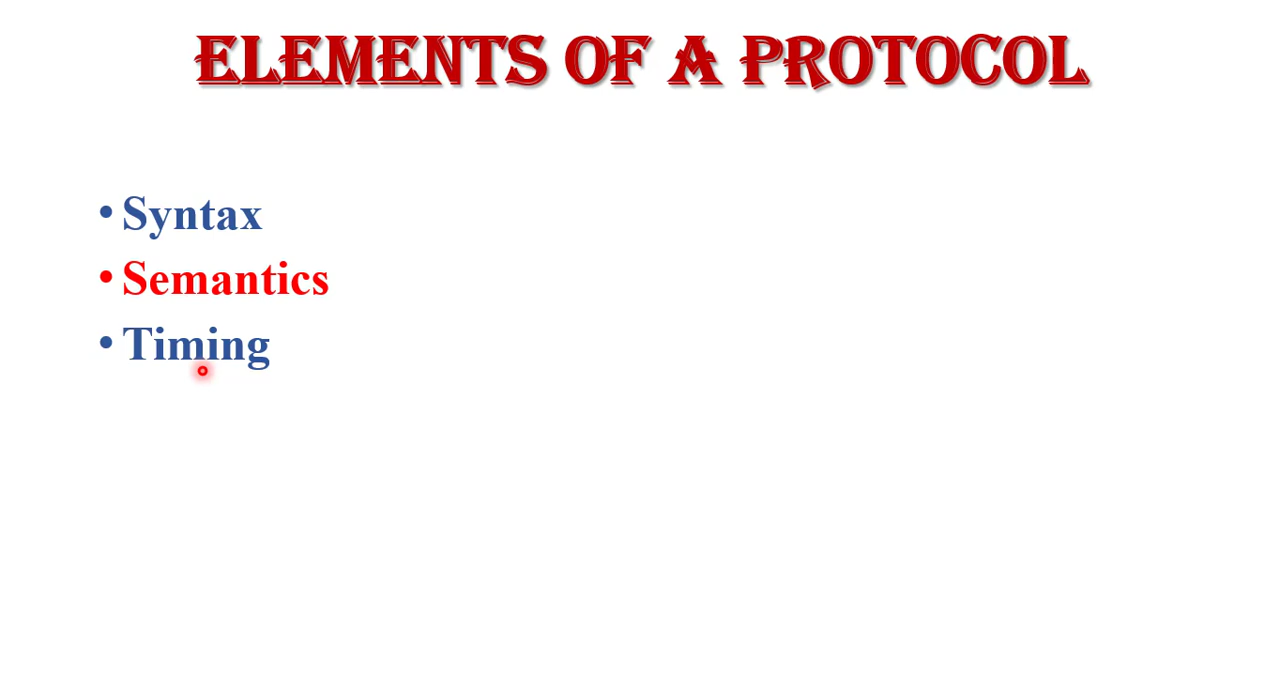 ELEMENTS OF A PROTOCOL
• Syntax
• Semantics
• Timing